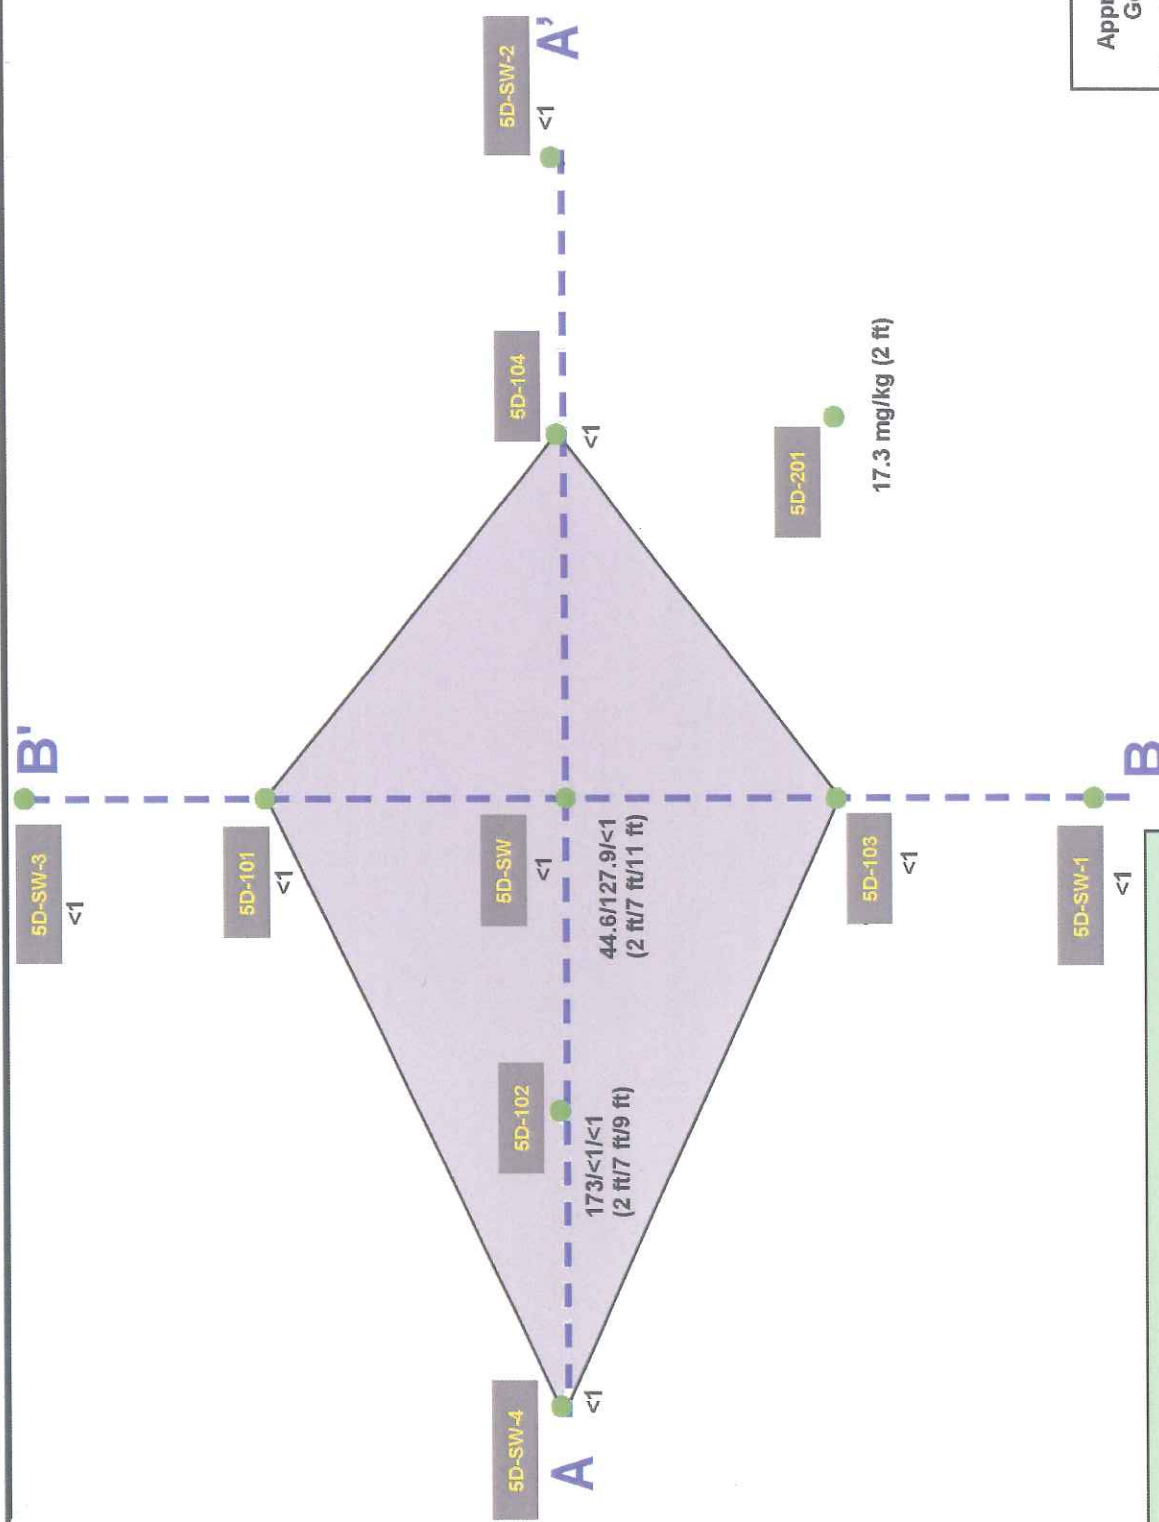 B'
5D-SW-3
<1
5D-101
<1
5D-SW-2
A'
<1
5D-104
<1
5D-SW
<1
44.6/127.9/<1
(2 ft/7 ft/11 ft)
5D-102
173/<1/<1
(2 ft/7 ft/9 ft)
5D-SW-4
A
<1
5D-201
17.3 mg/kg (2 ft)
5D-103
<1
5D-SW-1
<1
B